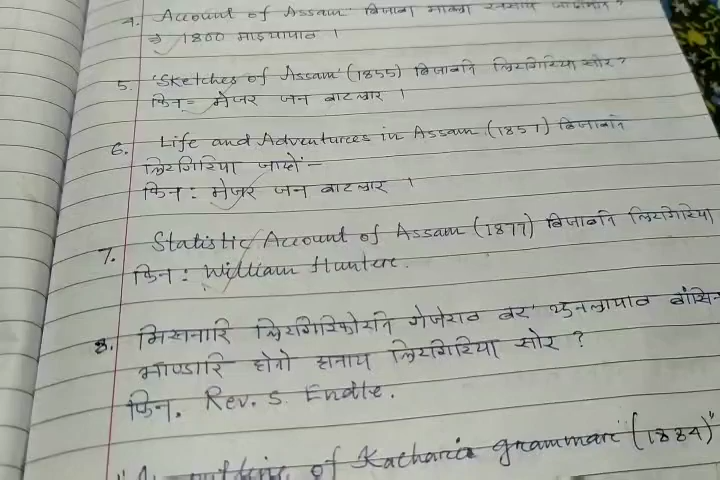 4. Account of Assam बिजाबा माब्ला
⇒ 1800 माइथायाव ।
5. 'Sketches of Assam' (1855) बिजाबनि लिरगिरिया सोर?
फिन = मेजर जन बाटलार ।
6. Life and Adventures in Assam (1857) बिजाबनि
लिरगिरिया जादों:-
फिन : मेजर जन बाटलार ।
7. Statistic Account of Assam (1877) बिजाबनि लिरगिरिया
फिन : William Hunter.
8. मिसनारि लिरगिरिफोरनि गेजेराव बर' थुनलायाव बांसिन
भाण्डारि होनो हानाय लिरगिरिया सोर ?
फिन. Rev. S. Endle.
of Kacharis grammar (1884)"